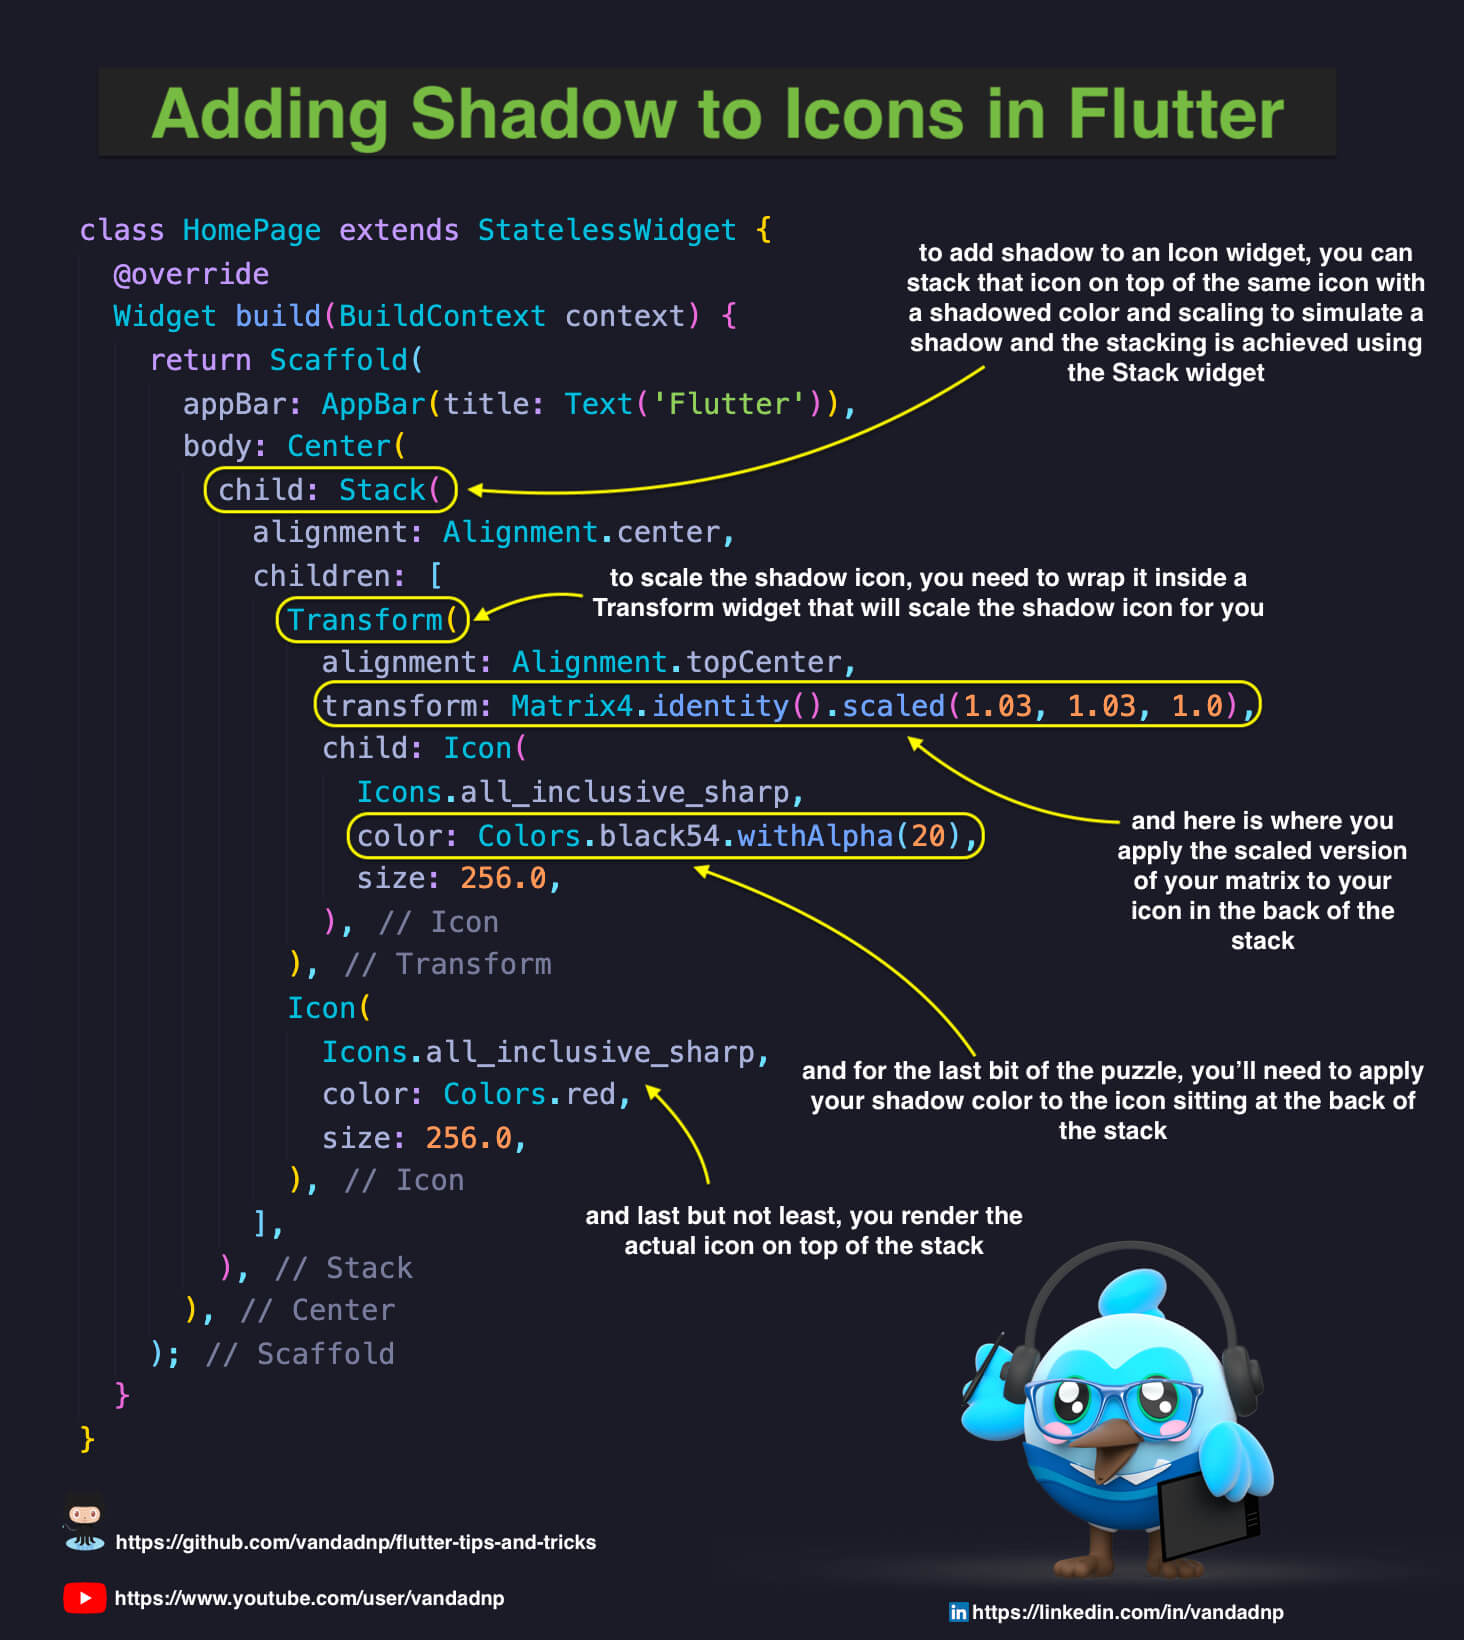 Adding Shadow to Icons in Flutter
class HomePage extends StatelessWidget {
@override
Widget build(BuildContext context) {
return Scaffold(
appBar: AppBar(title: Text('Flutter')),
body: Center(
child: Stack(
alignment: Alignment.center,
children: [
Transform(
alignment: Alignment.topCenter,
transform: Matrix4.identity().scaled(1.03, 1.03, 1.0),
child: Icon(
Icons.all_inclusive_sharp,
color: Colors.black54.withAlpha(20),
size: 256.0,
), // Icon
), // Transform
Icon(
Icons.all_inclusive_sharp,
color: Colors.red,
size: 256.0,
), // Icon
],
), // Stack
), // Center
); // Scaffold
}
}
to add shadow to an Icon widget, you can
stack that icon on top of the same icon with
a shadowed color and scaling to simulate a
shadow and the stacking is achieved using
the Stack widget
to scale the shadow icon, you need to wrap it inside a
Transform widget that will scale the shadow icon for you
and here is where you
apply the scaled version
of your matrix to your
icon in the back of the
stack
and for the last bit of the puzzle, you’ll need to apply
your shadow color to the icon sitting at the back of
the stack
and last but not least, you render the
actual icon on top of the stack
https://github.com/vandadnp/flutter-tips-and-tricks
https://www.youtube.com/user/vandadnp
in https://linkedin.com/in/vandadnp